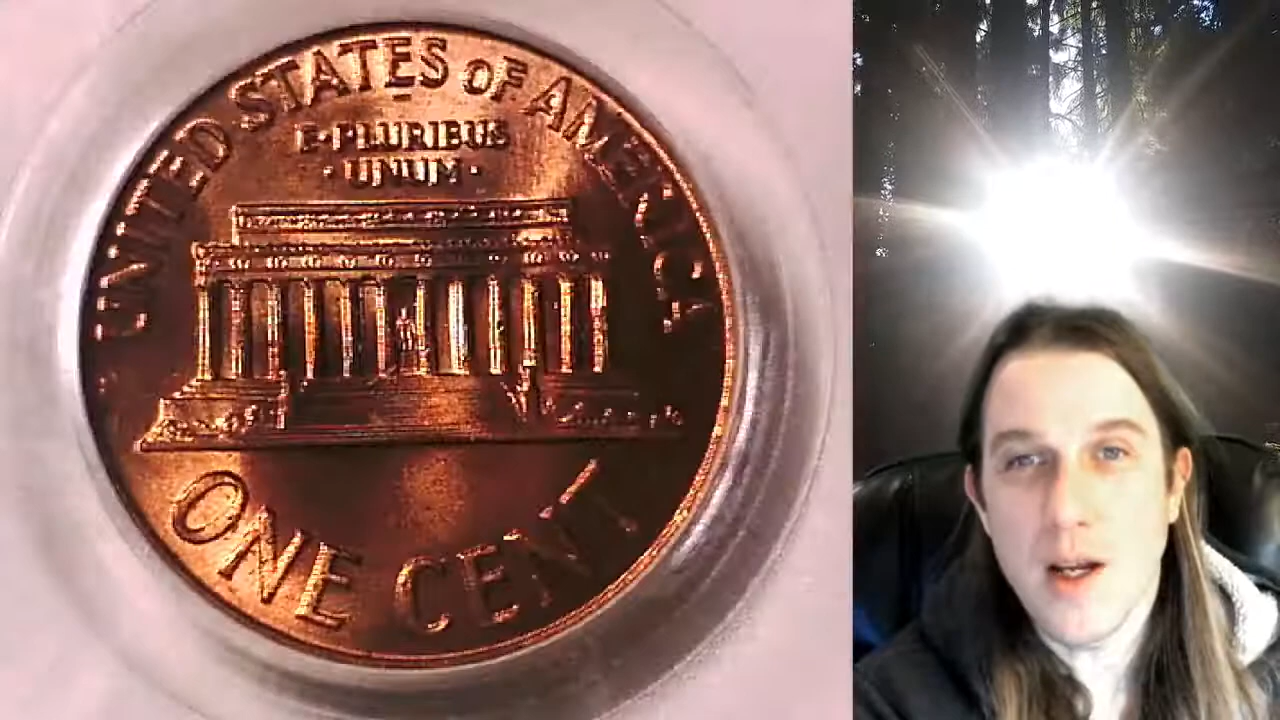 UNITED STATES OF AMERICA
E·PLURIBUS
·UNUM·
ONE CENT